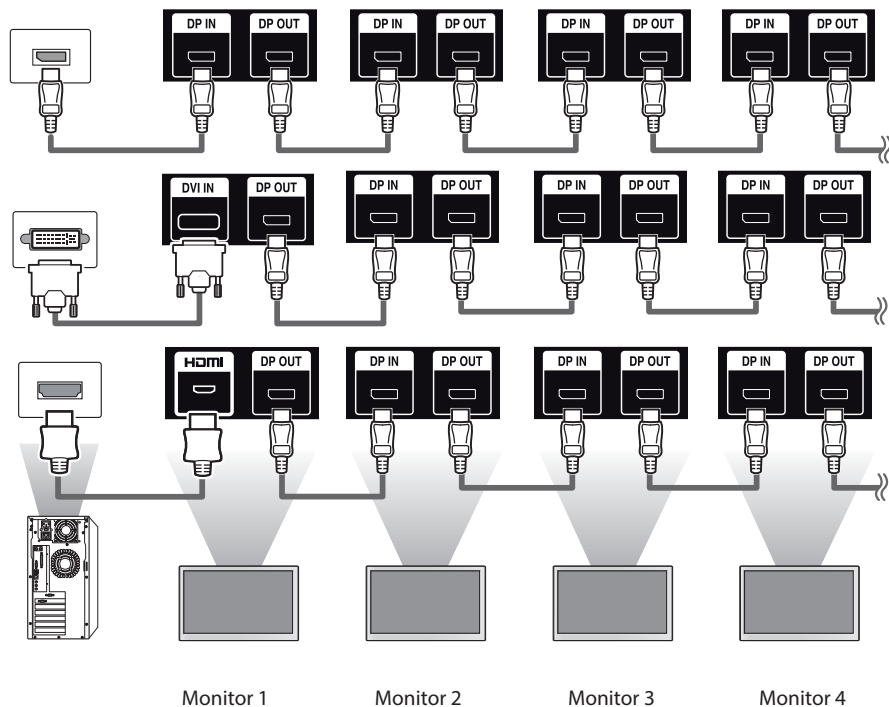 DP IN DP OUT DP IN DP OUT DP IN DP OUT DP IN DP OUT
DVI IN DP OUT DP IN DP OUT DP IN DP OUT DP IN DP OUT
HDMI DP OUT DP IN DP OUT DP IN DP OUT DP IN DP OUT
Monitor 1 Monitor 2 Monitor 3 Monitor 4